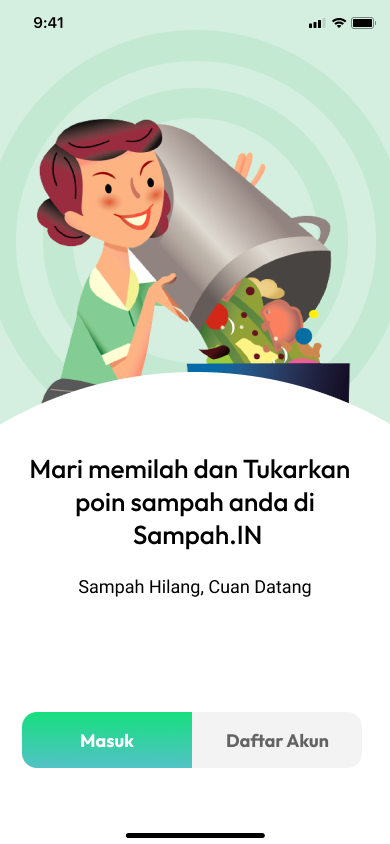 9:41
Mari memilah dan Tukarkan
poin sampah anda di
Sampah.IN
Sampah Hilang, Cuan Datang
Masuk
Daftar Akun